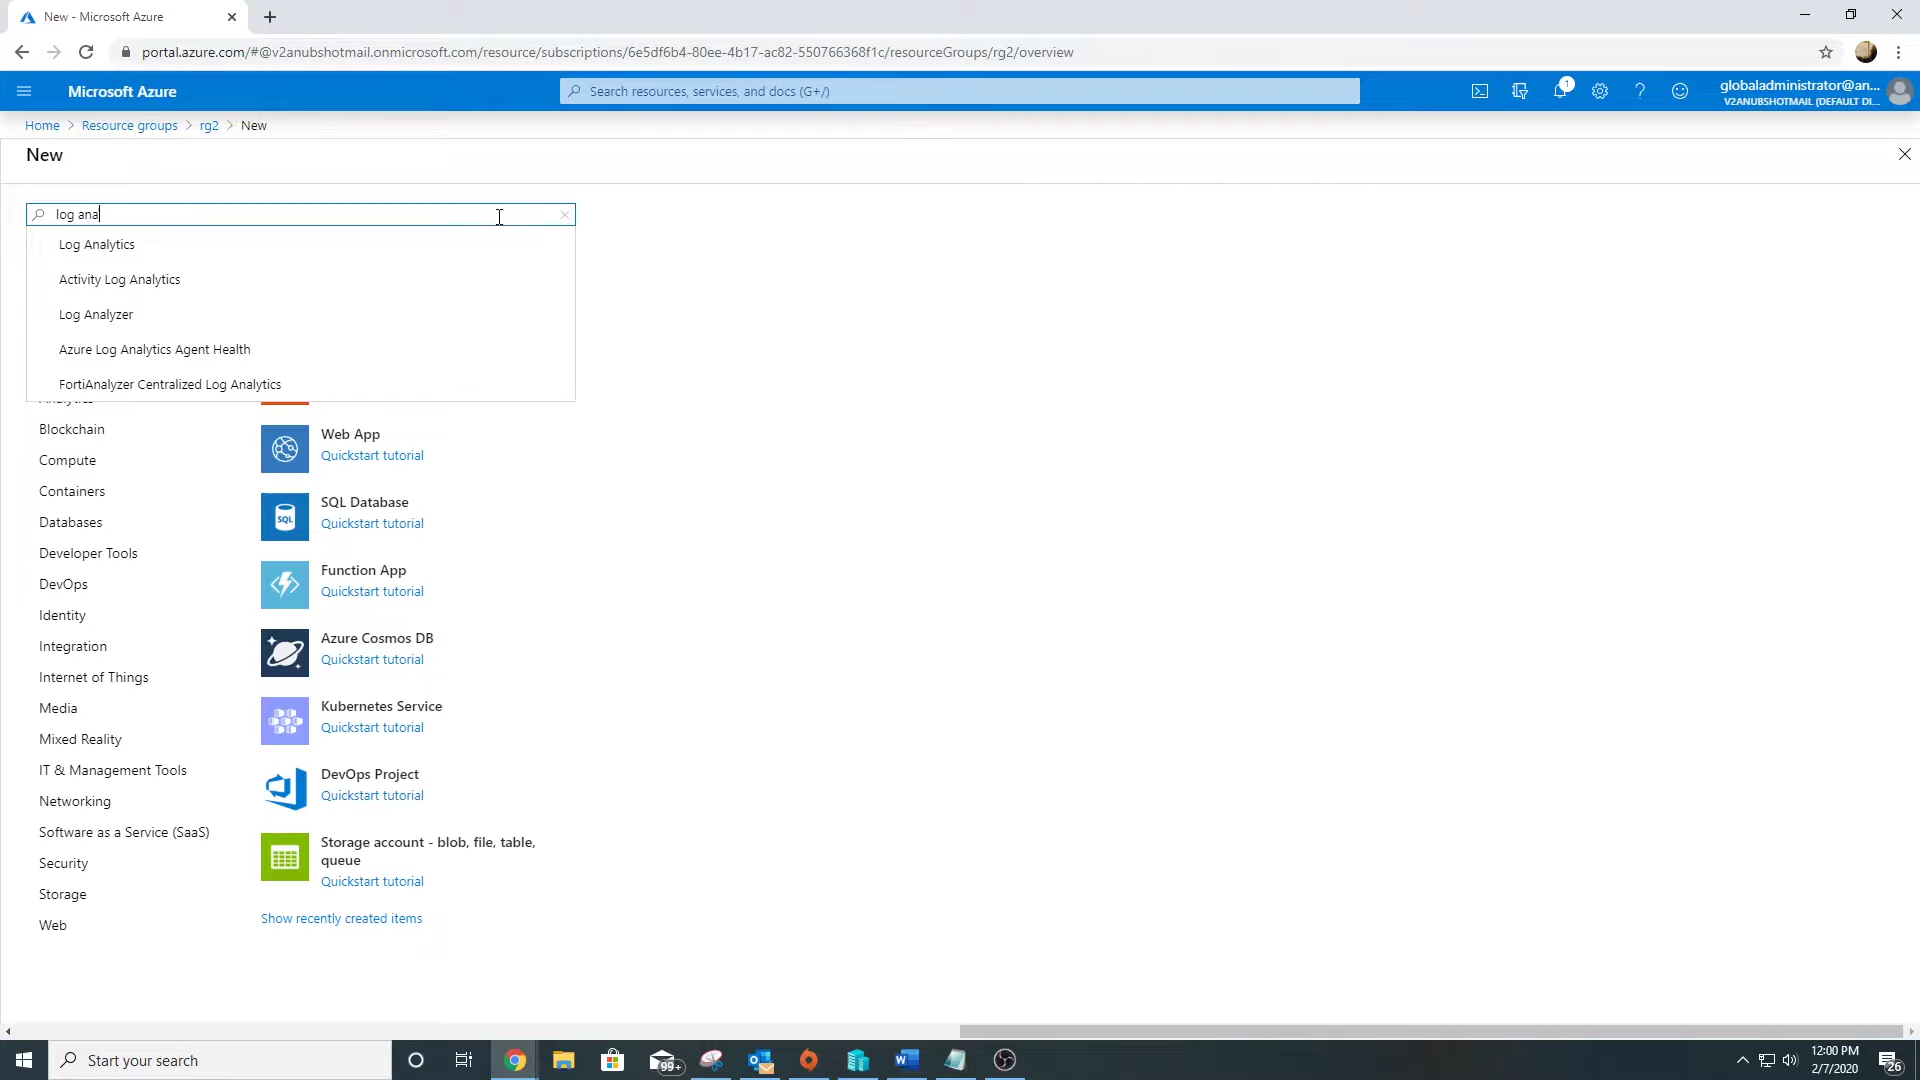 New - Microsoft Azure
portal.azure.com/#@v2anubshotmail.onmicrosoft.com/resource/subscriptions/6e5df6b4-80ee-4b17-ac82-550766368f1c/resourceGroups/rg2/overview
Microsoft Azure
Search resources, services, and docs (G+/)
1
globaladministrator@an...
V2ANUBSHOTMAIL (DEFAULT DI...
Home > Resource groups > rg2 > New
New
log ana
Log Analytics
Activity Log Analytics
Log Analyzer
Azure Log Analytics Agent Health
FortiAnalyzer Centralized Log Analytics
Blockchain
Compute
Containers
Databases
Developer Tools
DevOps
Identity
Integration
Internet of Things
Media
Mixed Reality
IT & Management Tools
Networking
Software as a Service (SaaS)
Security
Storage
Web
Web App
Quickstart tutorial
SQL
SQL Database
Quickstart tutorial
Function App
Quickstart tutorial
Azure Cosmos DB
Quickstart tutorial
Kubernetes Service
Quickstart tutorial
DevOps Project
Quickstart tutorial
Storage account - blob, file, table,
queue
Quickstart tutorial
Show recently created items
Start your search
99+
12:00 PM
2/7/2020
26